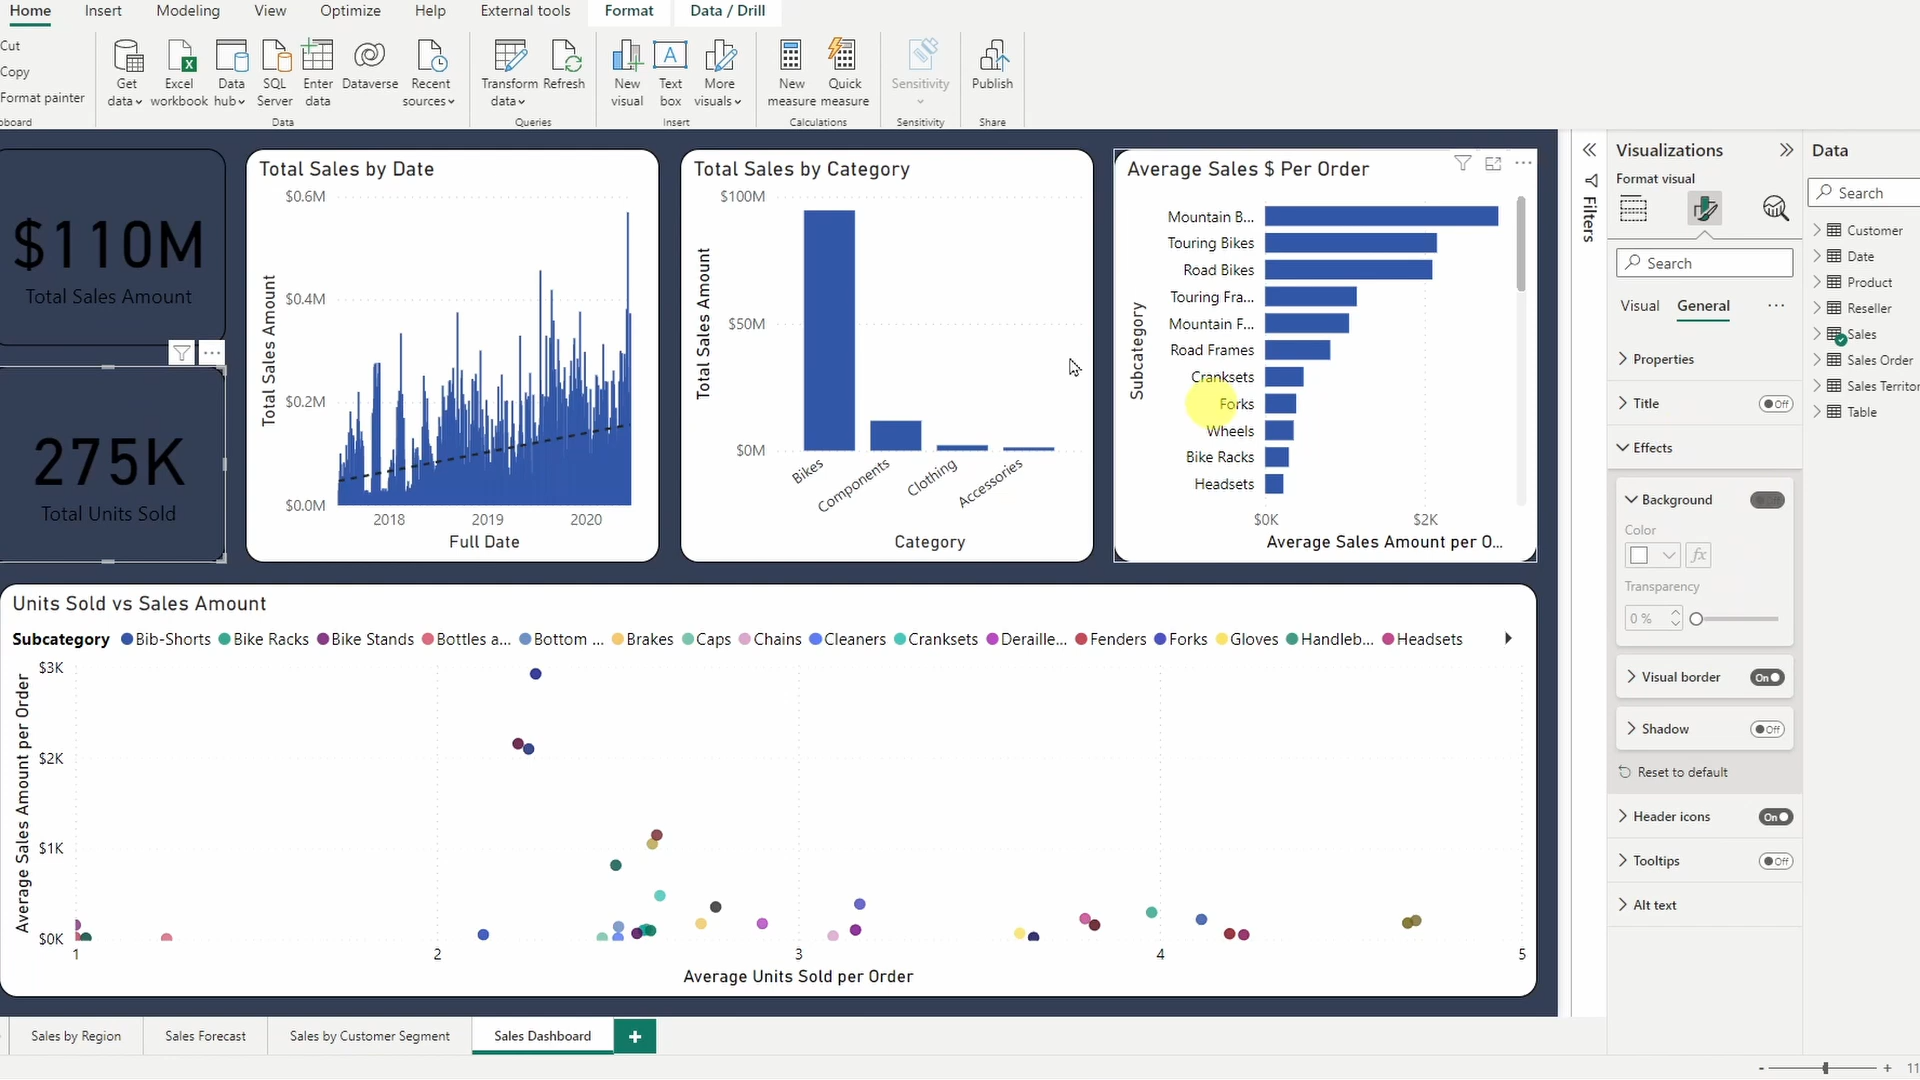 Home Insert Modeling View Optimize Help External tools Format Data / Drill
Cut
Copy
Format painter
Get data
Excel workbook
Data hub
SQL Server
Enter data
Dataverse
Recent sources
Transform data
Refresh
New visual
Text box
More visuals
New measure
Quick measure
Sensitivity
Publish
board
Data
Queries
Insert
Calculations
Sensitivity
Share
$110M
Total Sales Amount
275K
Total Units Sold
Total Sales by Date
Total Sales Amount
$0.6M
$0.4M
$0.2M
$0.0M
2018 2019 2020
Full Date
Total Sales by Category
Total Sales Amount
$100M
$50M
$0M
Bikes
Components
Clothing
Accessories
Category
Average Sales $ Per Order
Subcategory
Mountain B...
Touring Bikes
Road Bikes
Touring Fra...
Mountain F...
Road Frames
Cranksets
Forks
Wheels
Bike Racks
Headsets
$0K $2K
Average Sales Amount per O...
Units Sold vs Sales Amount
Subcategory Bib-Shorts Bike Racks Bike Stands Bottles a... Bottom ... Brakes Caps Chains Cleaners Cranksets Deraille... Fenders Forks Gloves Handleb... Headsets
Average Sales Amount per Order
$3K
$2K
$1K
$0K
1 2 3 4 5
Average Units Sold per Order
Sales by Region
Sales Forecast
Sales by Customer Segment
Sales Dashboard
+
Filters
Visualizations
Format visual
Search
Visual General
Properties
Title Off
Effects
Background Off
Color
fx
Transparency
0 %
Visual border On
Shadow Off
Reset to default
Header icons On
Tooltips Off
Alt text
Data
Search
Customer
Date
Product
Reseller
Sales
Sales Order
Sales Territor
Table
- + 11